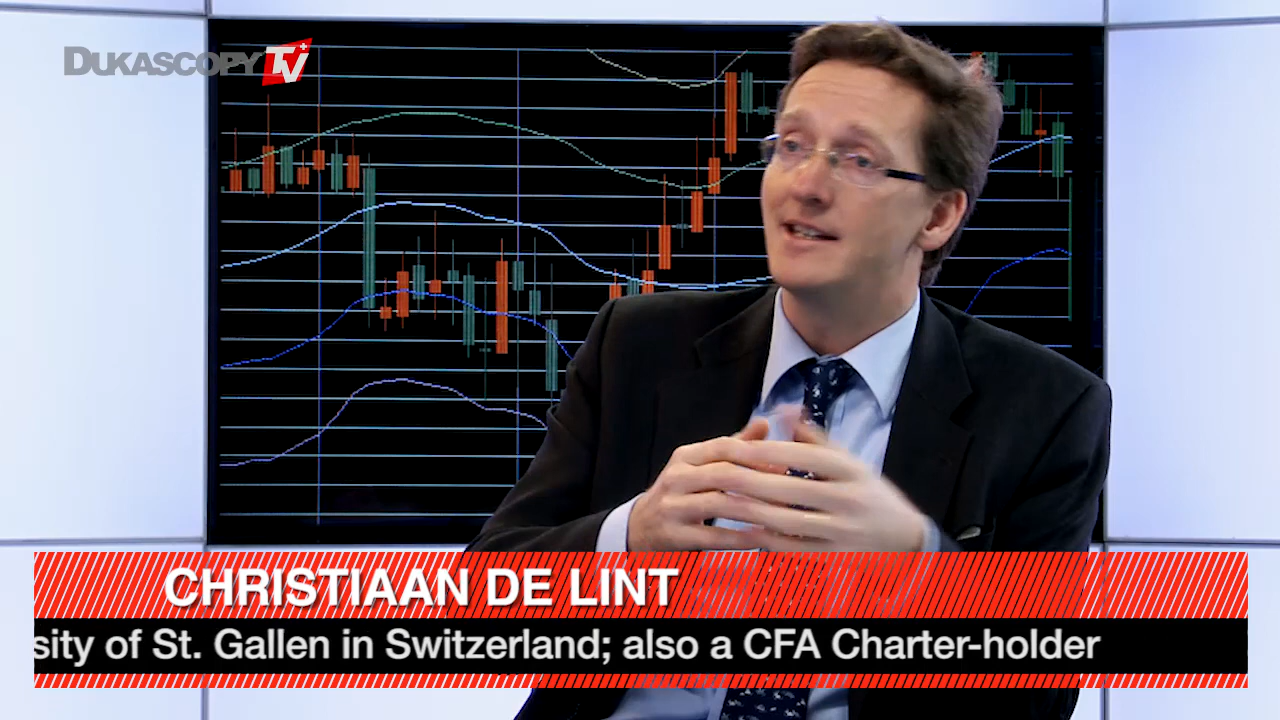 DUKASCOPY TV
CHRISTIAAN DE LINT
sity of St. Gallen in Switzerland; also a CFA Charter-holder